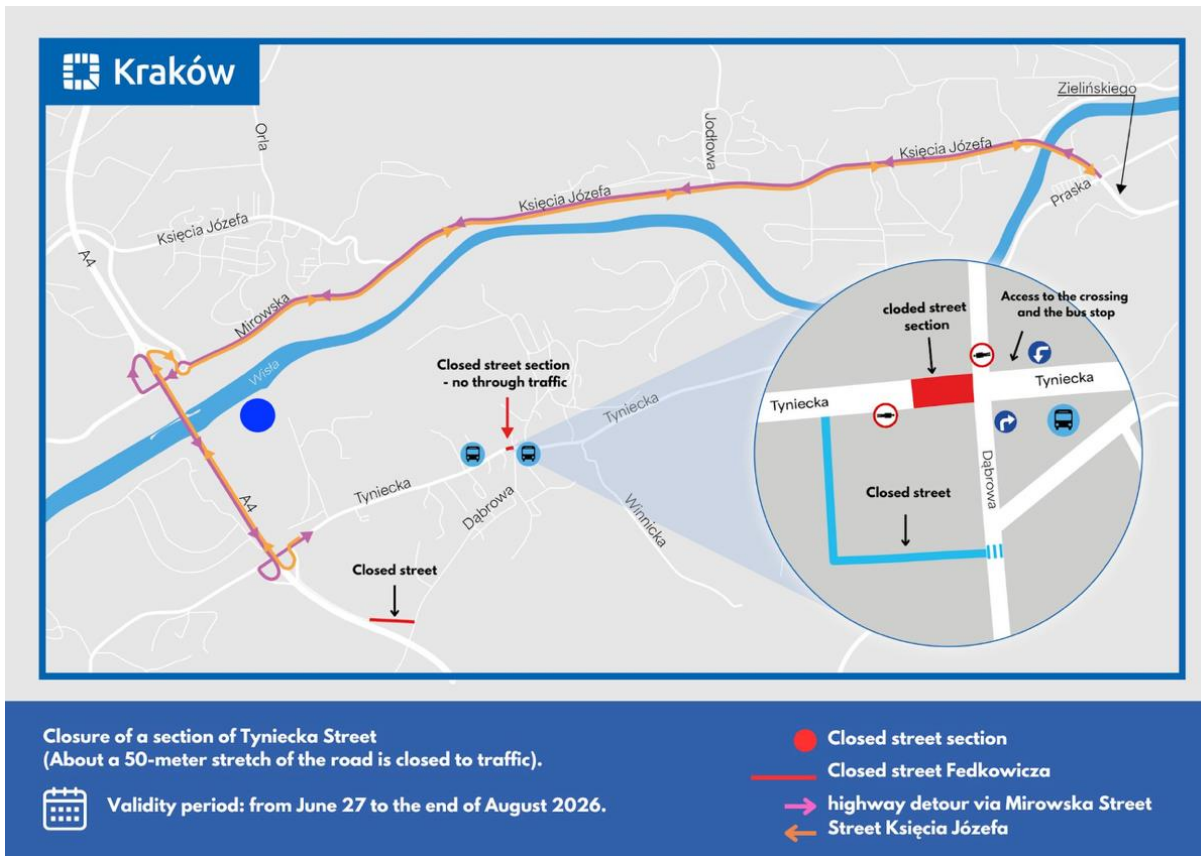 Kraków
Zielińskiego
Orla
Jodłowa
Księcia Józefa
Praska
Księcia Józefa
Księcia Józefa
A4
Mirowska
Wisła
Closed street section
- no through traffic
Tyniecka
A4
Tyniecka
Dąbrowa
Winnicka
Closed street
cloded street
section
Access to the crossing
and the bus stop
Tyniecka
Tyniecka
Dąbrowa
Closed street
Closure of a section of Tyniecka Street
(About a 50-meter stretch of the road is closed to traffic).
Validity period: from June 27 to the end of August 2026.
Closed street section
Closed street Fedkowicza
highway detour via Mirowska Street
Street Księcia Józefa